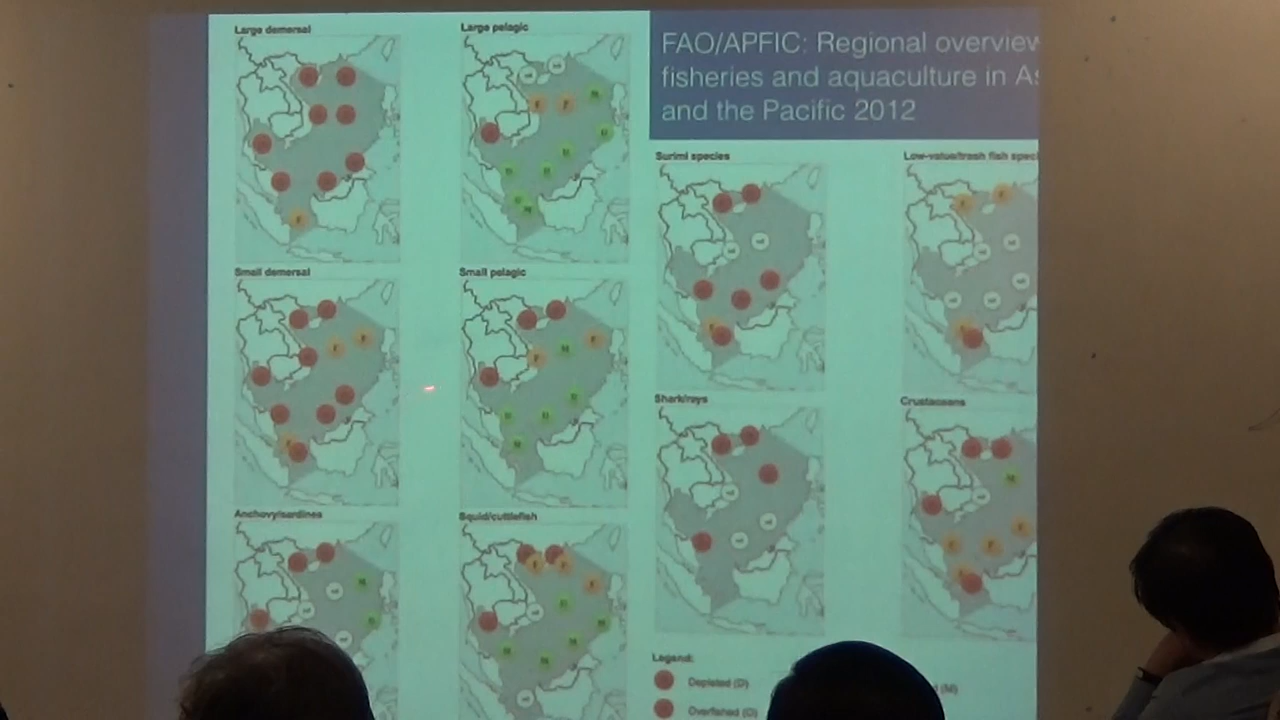 Large demersal
Large pelagic
FAO/APFIC: Regional overview
fisheries and aquaculture in As
and the Pacific 2012
Surimi species
Low-value/trash fish speci
Small demersal
Small pelagic
Shark/rays
Crustaceans
Anchovy/sardines
Squid/cuttlefish
Legend:
Depleted (D)
(M)
Overfished (O)